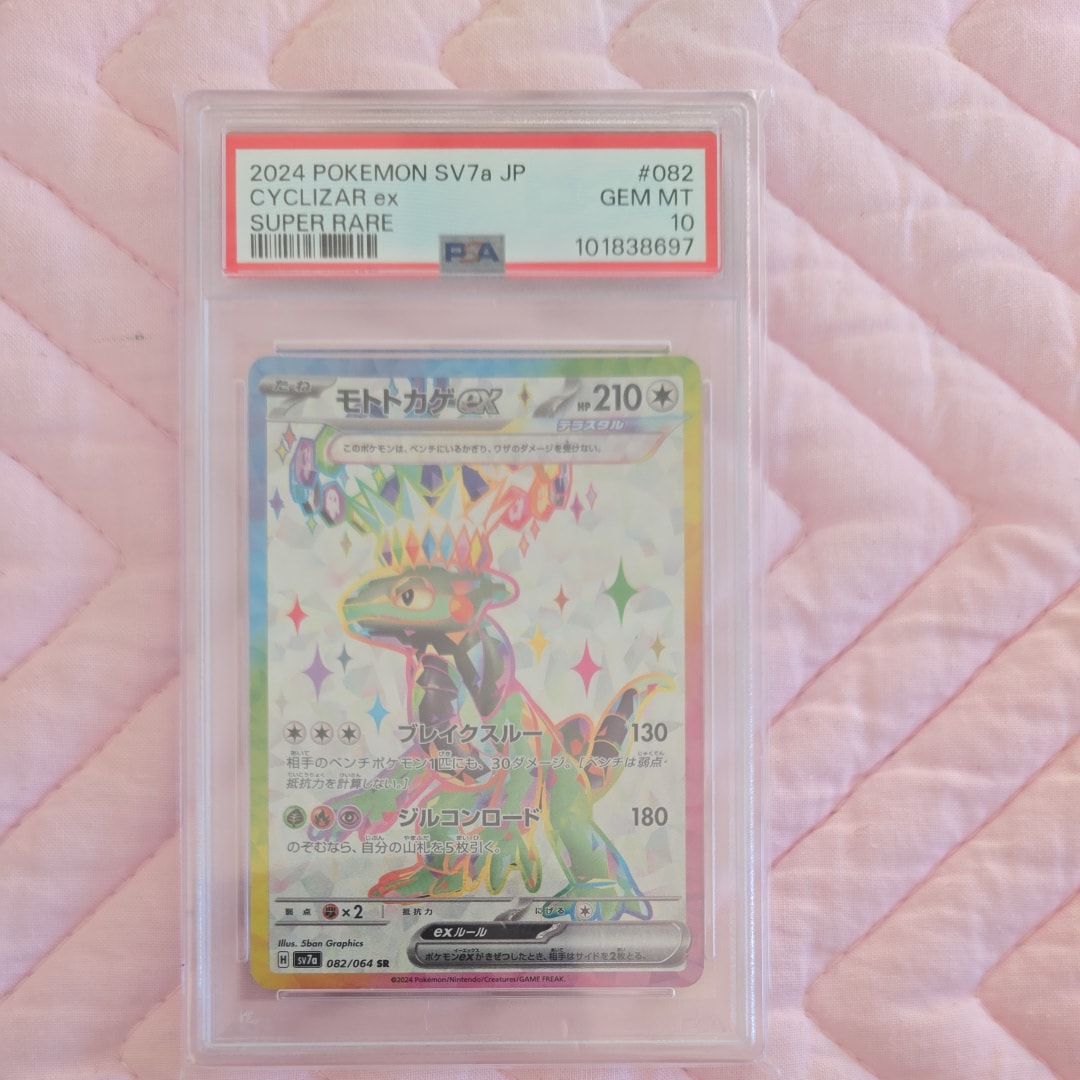 2024 POKEMON SV7a JP #082
CYCLIZAR ex GEM MT
SUPER RARE 10
PSA 101838697
たね モトトカゲex HP 210
テラスタル
このポケモンは、ベンチにいるかぎり、ワザのダメージを受けない。
ブレイクスルー 130
相手のベンチポケモン1匹にも、30ダメージ。[ベンチは弱点・
抵抗力を計算しない。]
ジルコンロード 180
のぞむなら、自分の山札を5枚引く。
弱点 ×2 抵抗力 にげる
exルール
ポケモンexがきぜつしたとき、相手はサイドを2枚とる。
Illus. 5ban Graphics
H sv7a 082/064 SR
©2024 Pokémon/Nintendo/Creatures/GAME FREAK.